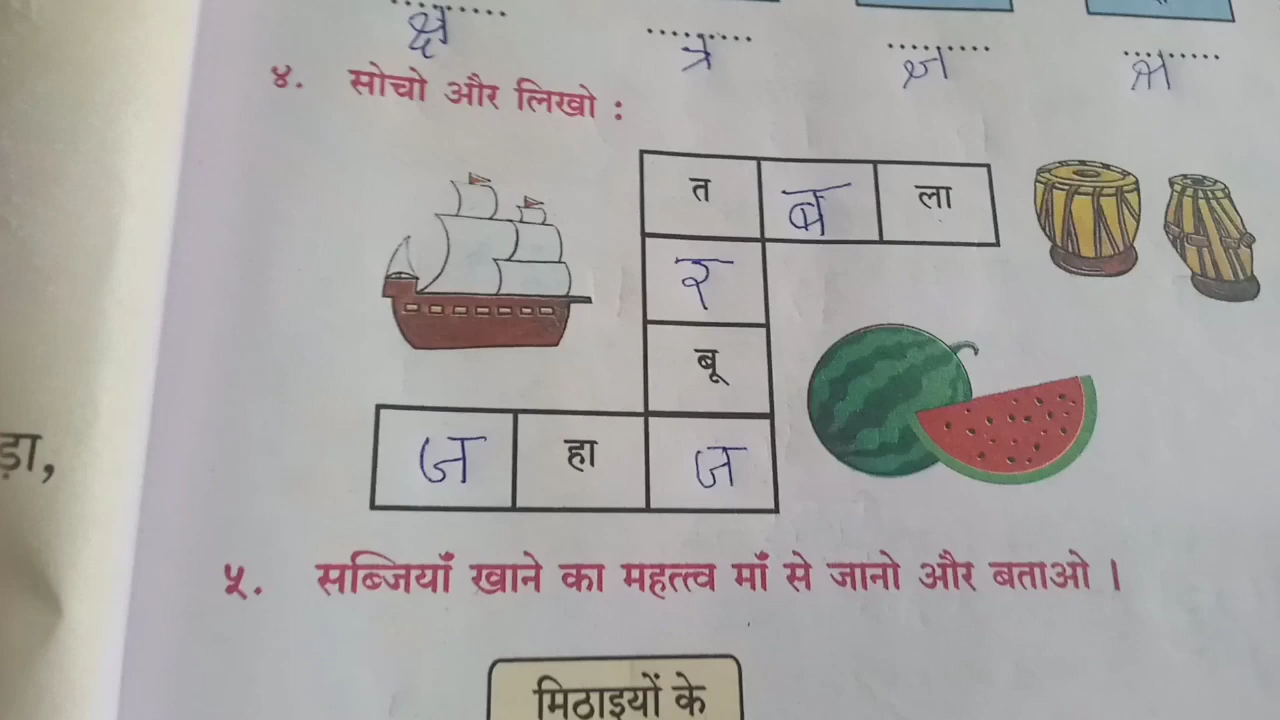 क्ष त्र ज्ञ श्र
४. सोचो और लिखो :
त ब ला
र
बू
ज हा ज
ड़ा,
५. सब्जियाँ खाने का महत्त्व माँ से जानो और बताओ ।
मिठाइयों के